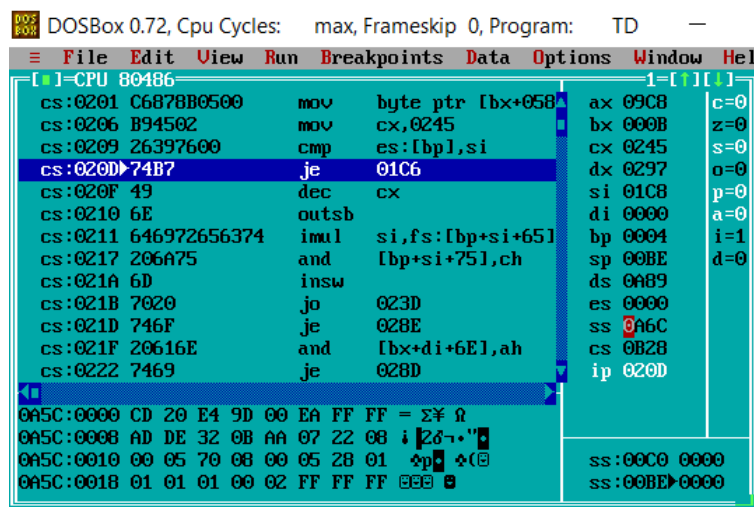 DOSBox 0.72, Cpu Cycles: max, Frameskip 0, Program: TD
≡ File Edit View Run Breakpoints Data Options Window Hel
[■]=CPU 80486 1=[↑][↓]
cs:0201 C6878B0500 mov byte ptr [bx+058 ax 09C8 c=0
cs:0206 B94502 mov cx,0245 bx 000B z=0
cs:0209 26397600 cmp es:[bp],si cx 0245 s=0
cs:020D►74B7 je 01C6 dx 0297 o=0
cs:020F 49 dec cx si 01C8 p=0
cs:0210 6E outsb di 0000 a=0
cs:0211 646972656374 imul si,fs:[bp+si+65] bp 0004 i=1
cs:0217 206A75 and [bp+si+75],ch sp 00BE d=0
cs:021A 6D insw ds 0A89
cs:021B 7020 jo 023D es 0000
cs:021D 746F je 028E ss 0A6C
cs:021F 20616E and [bx+di+6E],ah cs 0B28
cs:0222 7469 je 028D ip 020D
0A5C:0000 CD 20 E4 9D 00 EA FF FF = Σ¥ Ω
0A5C:0008 AD DE 32 0B AA 07 22 08 ¡ 2♂¬•"◘
0A5C:0010 00 05 70 08 00 05 28 01 ♣p◘ ♣(☺ ss:00C0 0000
0A5C:0018 01 01 01 00 02 FF FF FF ☺☺☺ ☻ ss:00BE►0000